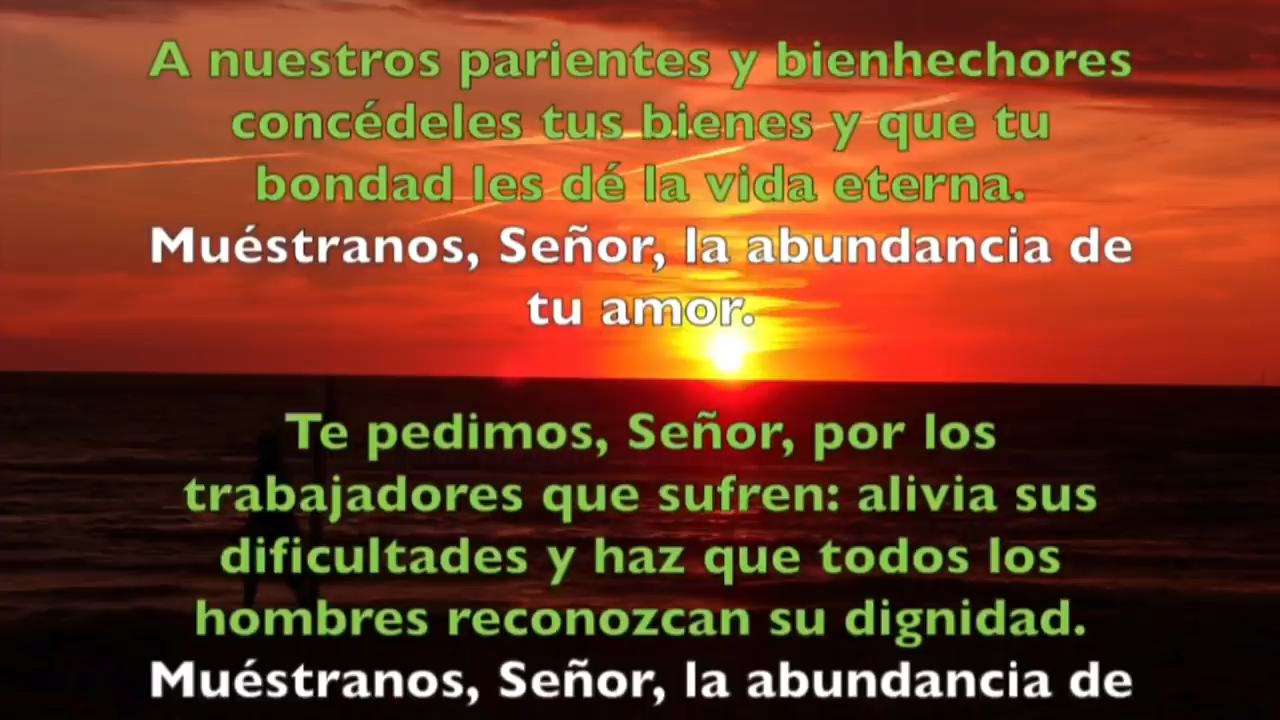 A nuestros parientes y bienhechores
concédeles tus bienes y que tu
bondad les dé la vida eterna.
Muéstranos, Señor, la abundancia de
tu amor.
Te pedimos, Señor, por los
trabajadores que sufren: alivia sus
dificultades y haz que todos los
hombres reconozcan su dignidad.
Muéstranos, Señor, la abundancia de